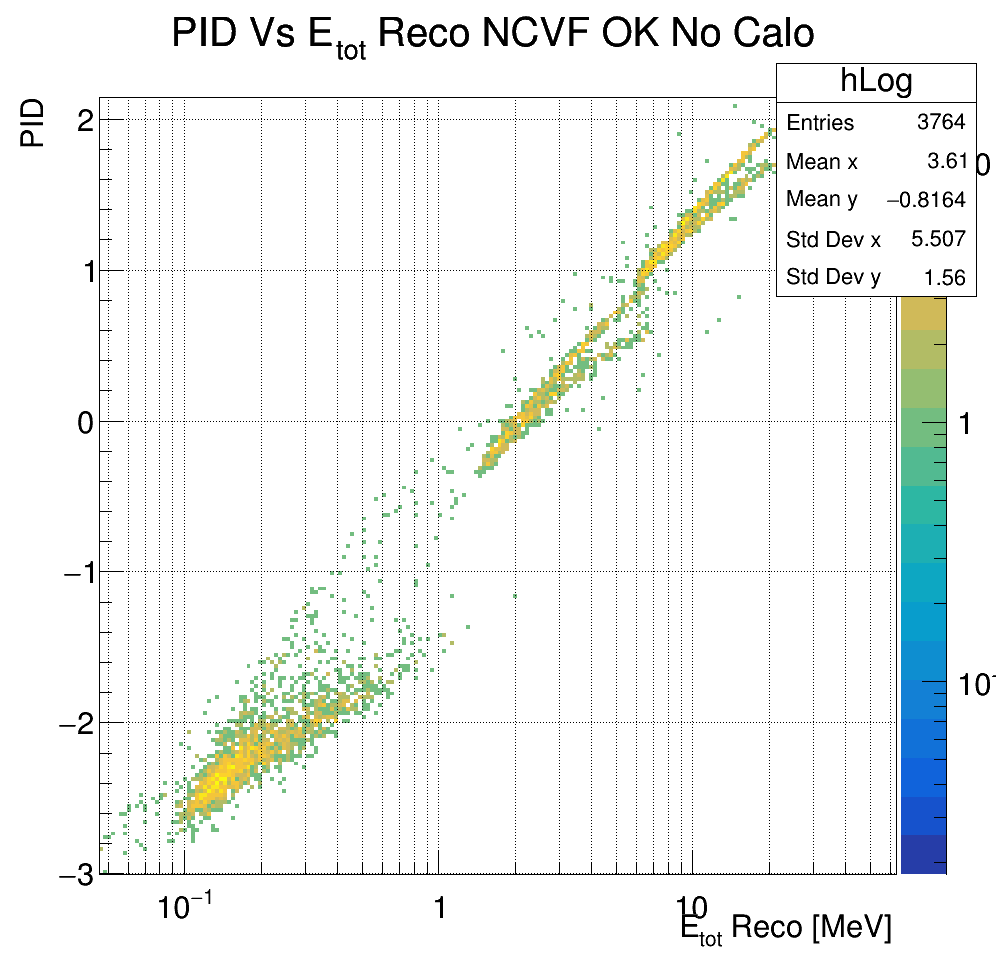 PID Vs E_tot Reco NCVF OK No Calo
hLog
Entries 3764
Mean x 3.61
Mean y −0.8164
Std Dev x 5.507
Std Dev y 1.56
PID
2
1
0
−1
−2
−3
10⁻¹
1
10
E_tot Reco [MeV]
0
1
10⁻